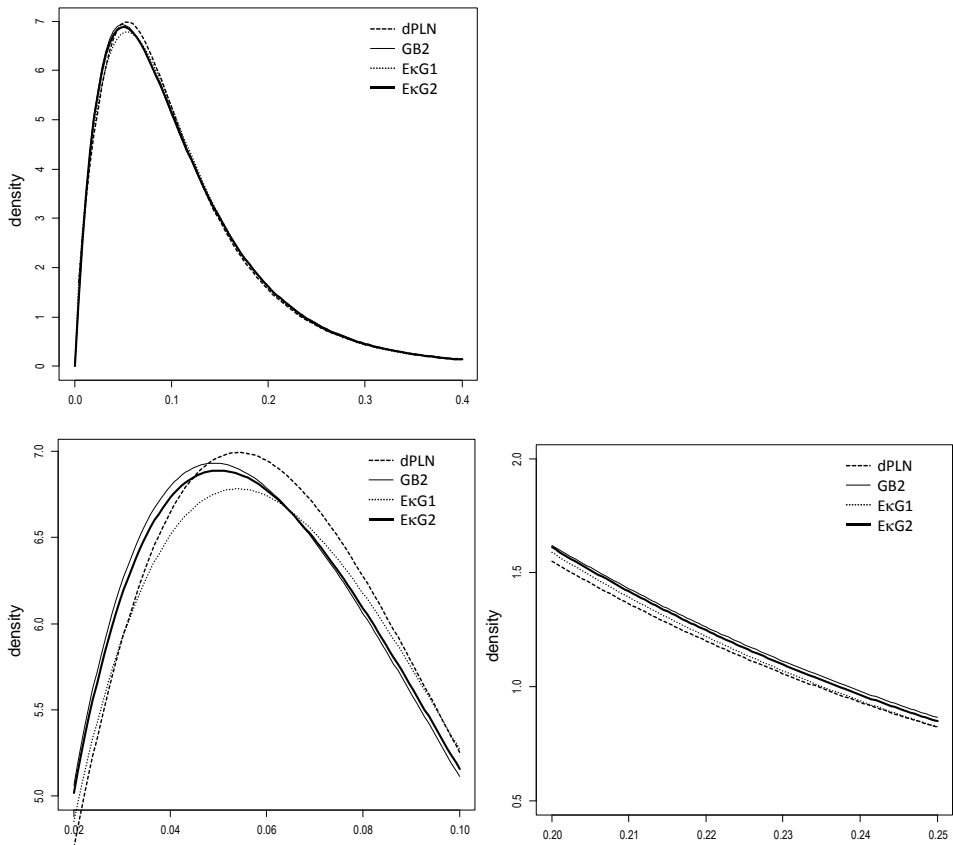 dPLN
GB2
EκG1
EκG2
density
7
6
5
4
3
2
1
0
0.0 0.1 0.2 0.3 0.4
dPLN
GB2
EκG1
EκG2
density
7.0
6.5
6.0
5.5
5.0
0.02 0.04 0.06 0.08 0.10
dPLN
GB2
EκG1
EκG2
density
2.0
1.5
1.0
0.5
0.20 0.21 0.22 0.23 0.24 0.25